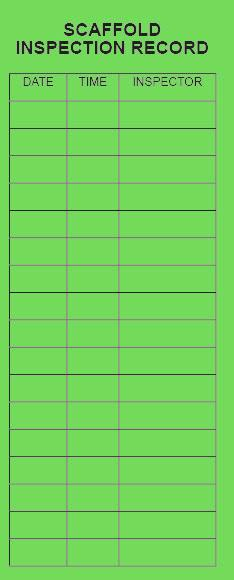 SCAFFOLD
INSPECTION RECORD
DATE TIME INSPECTOR